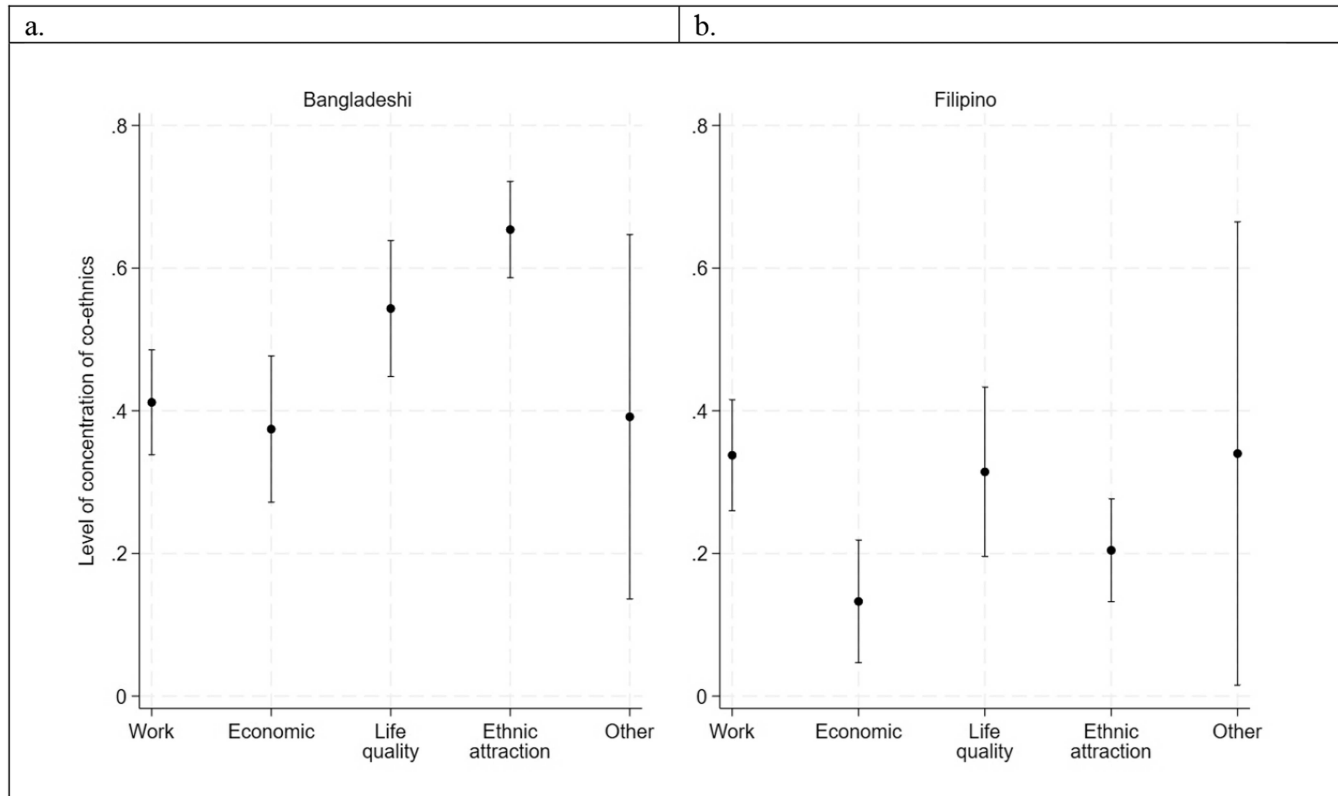 a.
b.
Bangladeshi
Filipino
Level of concentration of co-ethnics
.8
.6
.4
.2
0
Work
Economic
Life
quality
Ethnic
attraction
Other
.8
.6
.4
.2
0
Work
Economic
Life
quality
Ethnic
attraction
Other